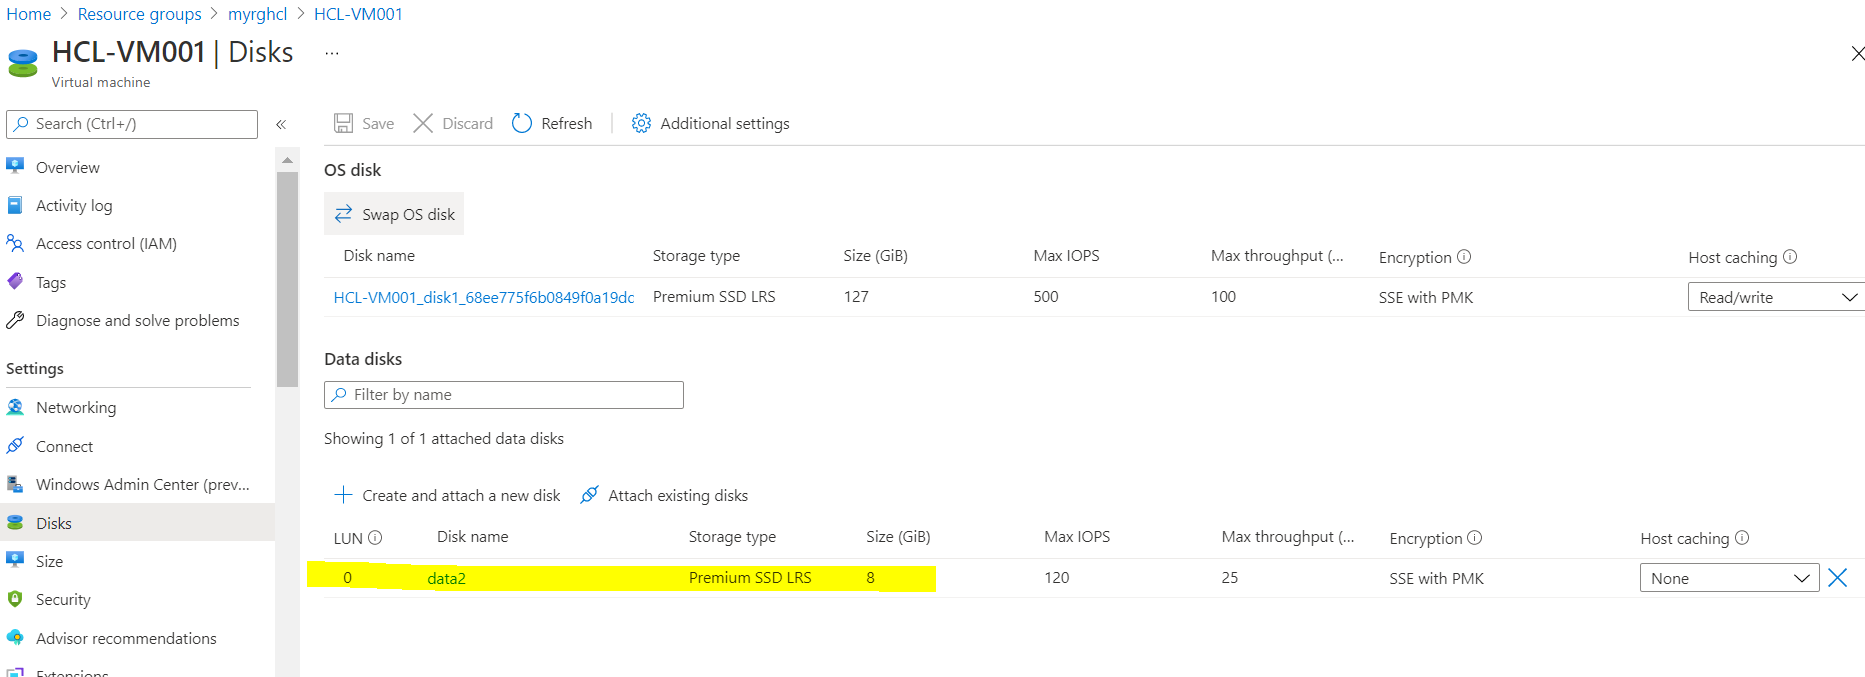 Home > Resource groups > myrghcl > HCL-VM001
HCL-VM001 | Disks ...
Virtual machine
Search (Ctrl+/)
«
Overview
Activity log
Access control (IAM)
Tags
Diagnose and solve problems
Settings
Networking
Connect
Windows Admin Center (prev...
Disks
Size
Security
Advisor recommendations
Extensions
Save Discard Refresh Additional settings
OS disk
Swap OS disk
Disk name Storage type Size (GiB) Max IOPS Max throughput (... Encryption Host caching
HCL-VM001_disk1_68ee775f6b0849f0a19dc Premium SSD LRS 127 500 100 SSE with PMK Read/write
Data disks
Filter by name
Showing 1 of 1 attached data disks
Create and attach a new disk Attach existing disks
LUN Disk name Storage type Size (GiB) Max IOPS Max throughput (... Encryption Host caching
0 data2 Premium SSD LRS 8 120 25 SSE with PMK None